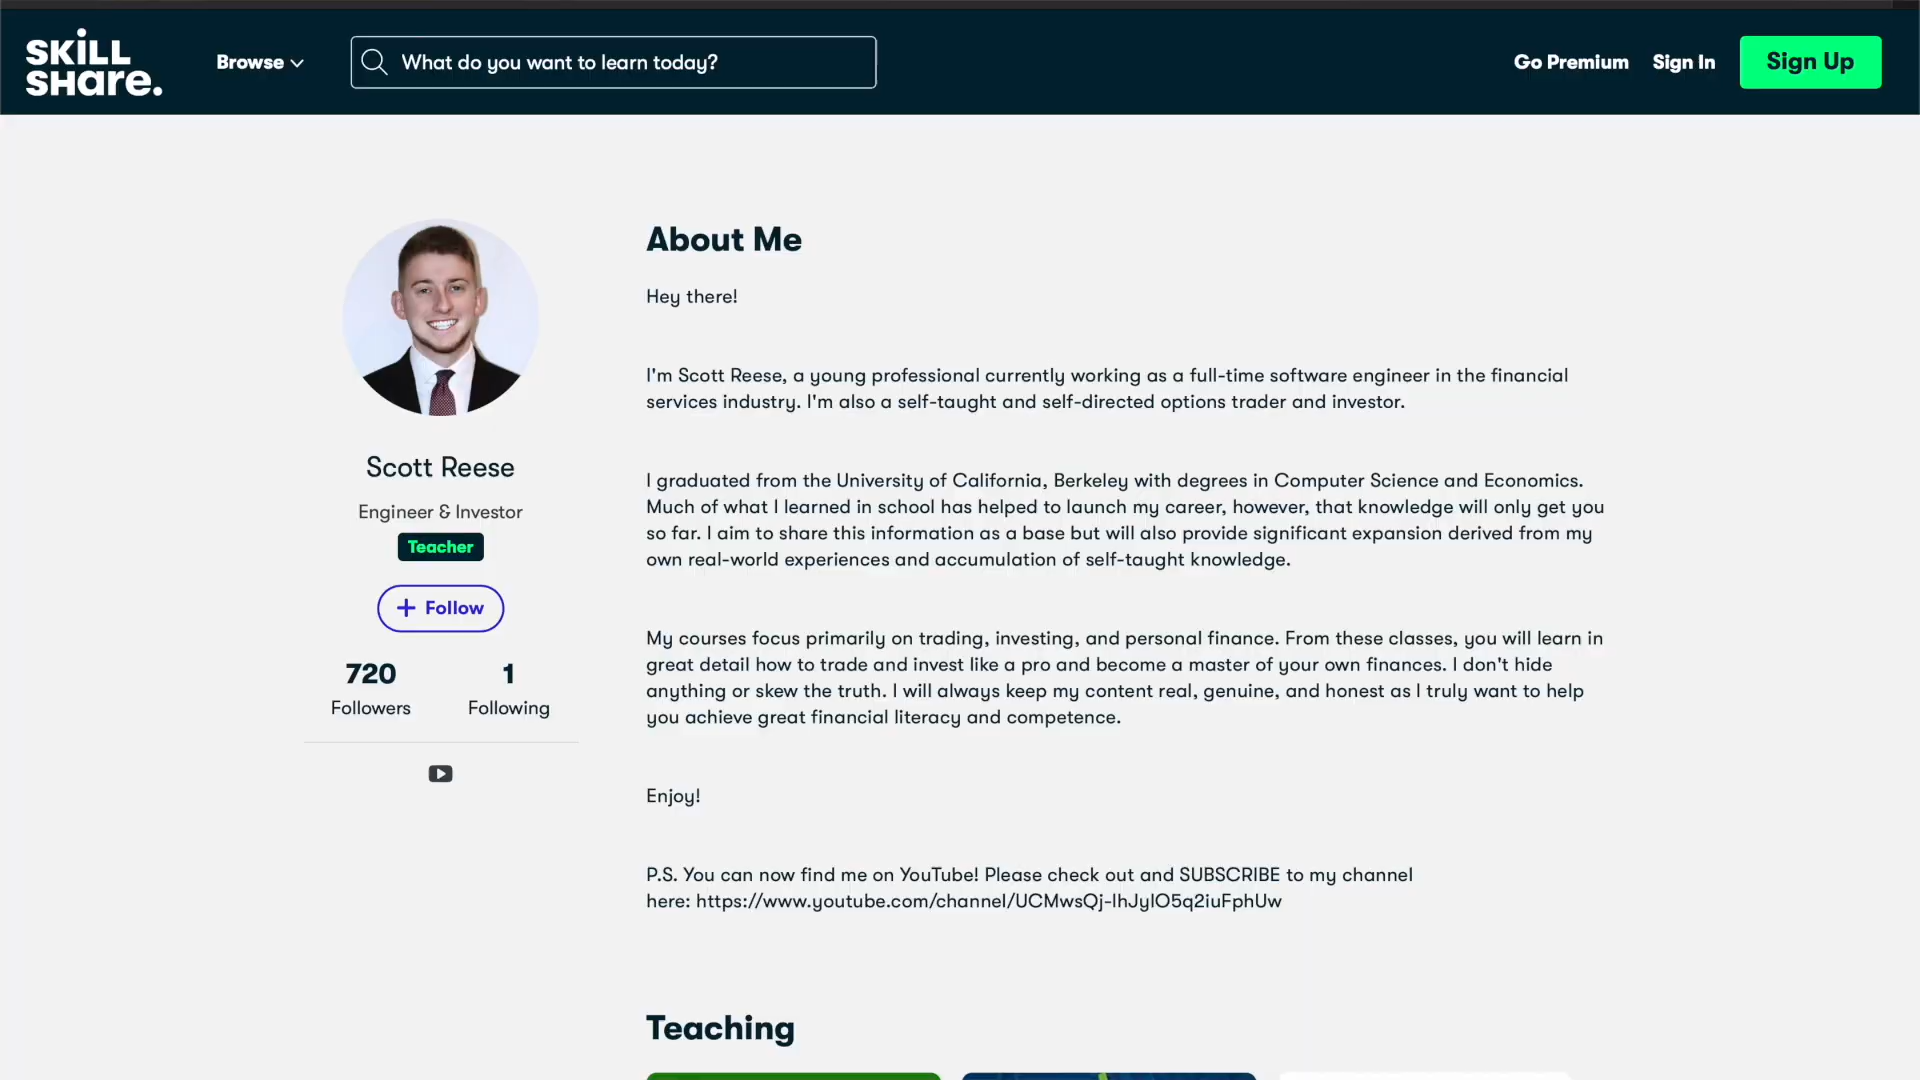 SKILL
SHARE.
Browse
What do you want to learn today?
Go Premium
Sign In
Sign Up
Scott Reese
Engineer & Investor
Teacher
+ Follow
720
Followers
1
Following
About Me
Hey there!
I'm Scott Reese, a young professional currently working as a full-time software engineer in the financial
services industry. I'm also a self-taught and self-directed options trader and investor.
I graduated from the University of California, Berkeley with degrees in Computer Science and Economics.
Much of what I learned in school has helped to launch my career, however, that knowledge will only get you
so far. I aim to share this information as a base but will also provide significant expansion derived from my
own real-world experiences and accumulation of self-taught knowledge.
My courses focus primarily on trading, investing, and personal finance. From these classes, you will learn in
great detail how to trade and invest like a pro and become a master of your own finances. I don't hide
anything or skew the truth. I will always keep my content real, genuine, and honest as I truly want to help
you achieve great financial literacy and competence.
Enjoy!
P.S. You can now find me on YouTube! Please check out and SUBSCRIBE to my channel
here: https://www.youtube.com/channel/UCMwsQj-lhJylO5q2iuFphUw
Teaching